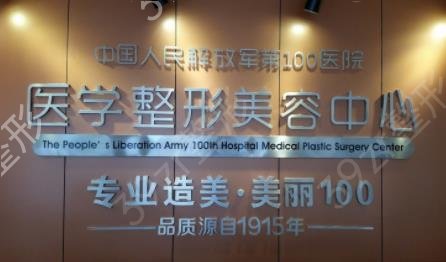 中国人民解放军第100医院
医学整形美容中心
The People's Liberation Army 100th Hospital Medical Plastic Surgery Center
专业造美·美丽100
品质源自1915年